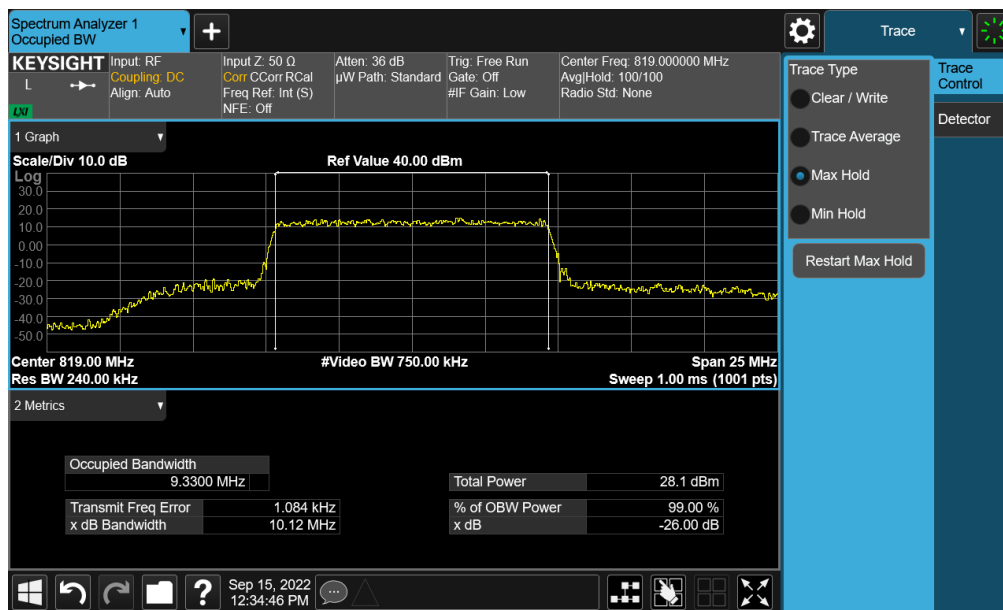 Spectrum Analyzer 1
Occupied BW
+
Trace
KEYSIGHT
L
LXI
Input: RF
Coupling: DC
Align: Auto
Input Z: 50 Ω
Corr CCorr RCal
Freq Ref: Int (S)
NFE: Off
Atten: 36 dB
µW Path: Standard
Trig: Free Run
Gate: Off
#IF Gain: Low
Center Freq: 819.000000 MHz
Avg|Hold: 100/100
Radio Std: None
Trace Type
Clear / Write
Trace Average
Max Hold
Min Hold
Restart Max Hold
Trace
Control
Detector
1 Graph
Scale/Div 10.0 dB
Ref Value 40.00 dBm
Log
30.0
20.0
10.0
0.00
-10.0
-20.0
-30.0
-40.0
-50.0
Center 819.00 MHz
#Video BW 750.00 kHz
Span 25 MHz
Res BW 240.00 kHz
Sweep 1.00 ms (1001 pts)
2 Metrics
Occupied Bandwidth
9.3300 MHz
Total Power 28.1 dBm
Transmit Freq Error 1.084 kHz
% of OBW Power 99.00 %
x dB Bandwidth 10.12 MHz
x dB -26.00 dB
?
Sep 15, 2022
12:34:46 PM